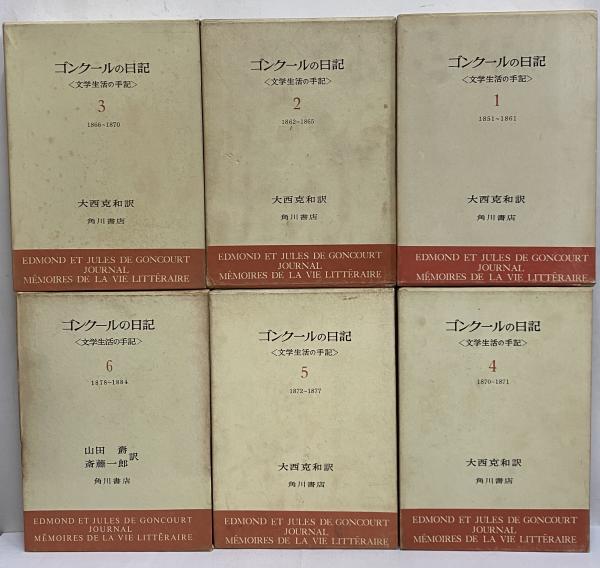 ゴンクールの日記
〈文学生活の手記〉
3
1866~1870
大西克和訳
角川書店
EDMOND ET JULES DE GONCOURT
JOURNAL
MÉMOIRES DE LA VIE LITTÉRAIRE
ゴンクールの日記
〈文学生活の手記〉
2
1862~1865
大西克和訳
角川書店
EDMOND ET JULES DE GONCOURT
JOURNAL
MÉMOIRES DE LA VIE LITTÉRAIRE
ゴンクールの日記
〈文学生活の手記〉
1
1851~1861
大西克和訳
角川書店
EDMOND ET JULES DE GONCOURT
JOURNAL
MÉMOIRES DE LA VIE LITTÉRAIRE
ゴンクールの日記
〈文学生活の手記〉
6
1878~1884
山田𣝣
斎藤一郎
訳
角川書店
EDMOND ET JULES DE GONCOURT
JOURNAL
MÉMOIRES DE LA VIE LITTÉRAIRE
ゴンクールの日記
〈文学生活の手記〉
5
1872~1877
大西克和訳
角川書店
EDMOND ET JULES DE GONCOURT
JOURNAL
MÉMOIRES DE LA VIE LITTÉRAIRE
ゴンクールの日記
〈文学生活の手記〉
4
1870~1871
大西克和訳
角川書店
EDMOND ET JULES DE GONCOURT
JOURNAL
MÉMOIRES DE LA VIE LITTÉRAIRE